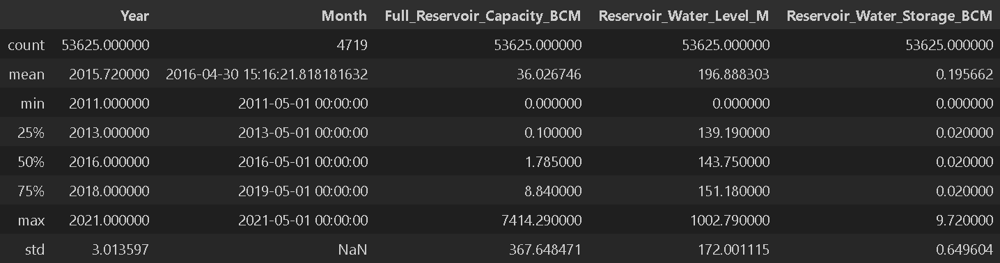 Year Month Full_Reservoir_Capacity_BCM Reservoir_Water_Level_M Reservoir_Water_Storage_BCM
count 53625.000000 4719 53625.000000 53625.000000 53625.000000
mean 2015.720000 2016-04-30 15:16:21.818181632 36.026746 196.888303 0.195662
min 2011.000000 2011-05-01 00:00:00 0.000000 0.000000 0.000000
25% 2013.000000 2013-05-01 00:00:00 0.100000 139.190000 0.020000
50% 2016.000000 2016-05-01 00:00:00 1.785000 143.750000 0.020000
75% 2018.000000 2019-05-01 00:00:00 8.840000 151.180000 0.020000
max 2021.000000 2021-05-01 00:00:00 7414.290000 1002.790000 9.720000
std 3.013597 NaN 367.648471 172.001115 0.649604